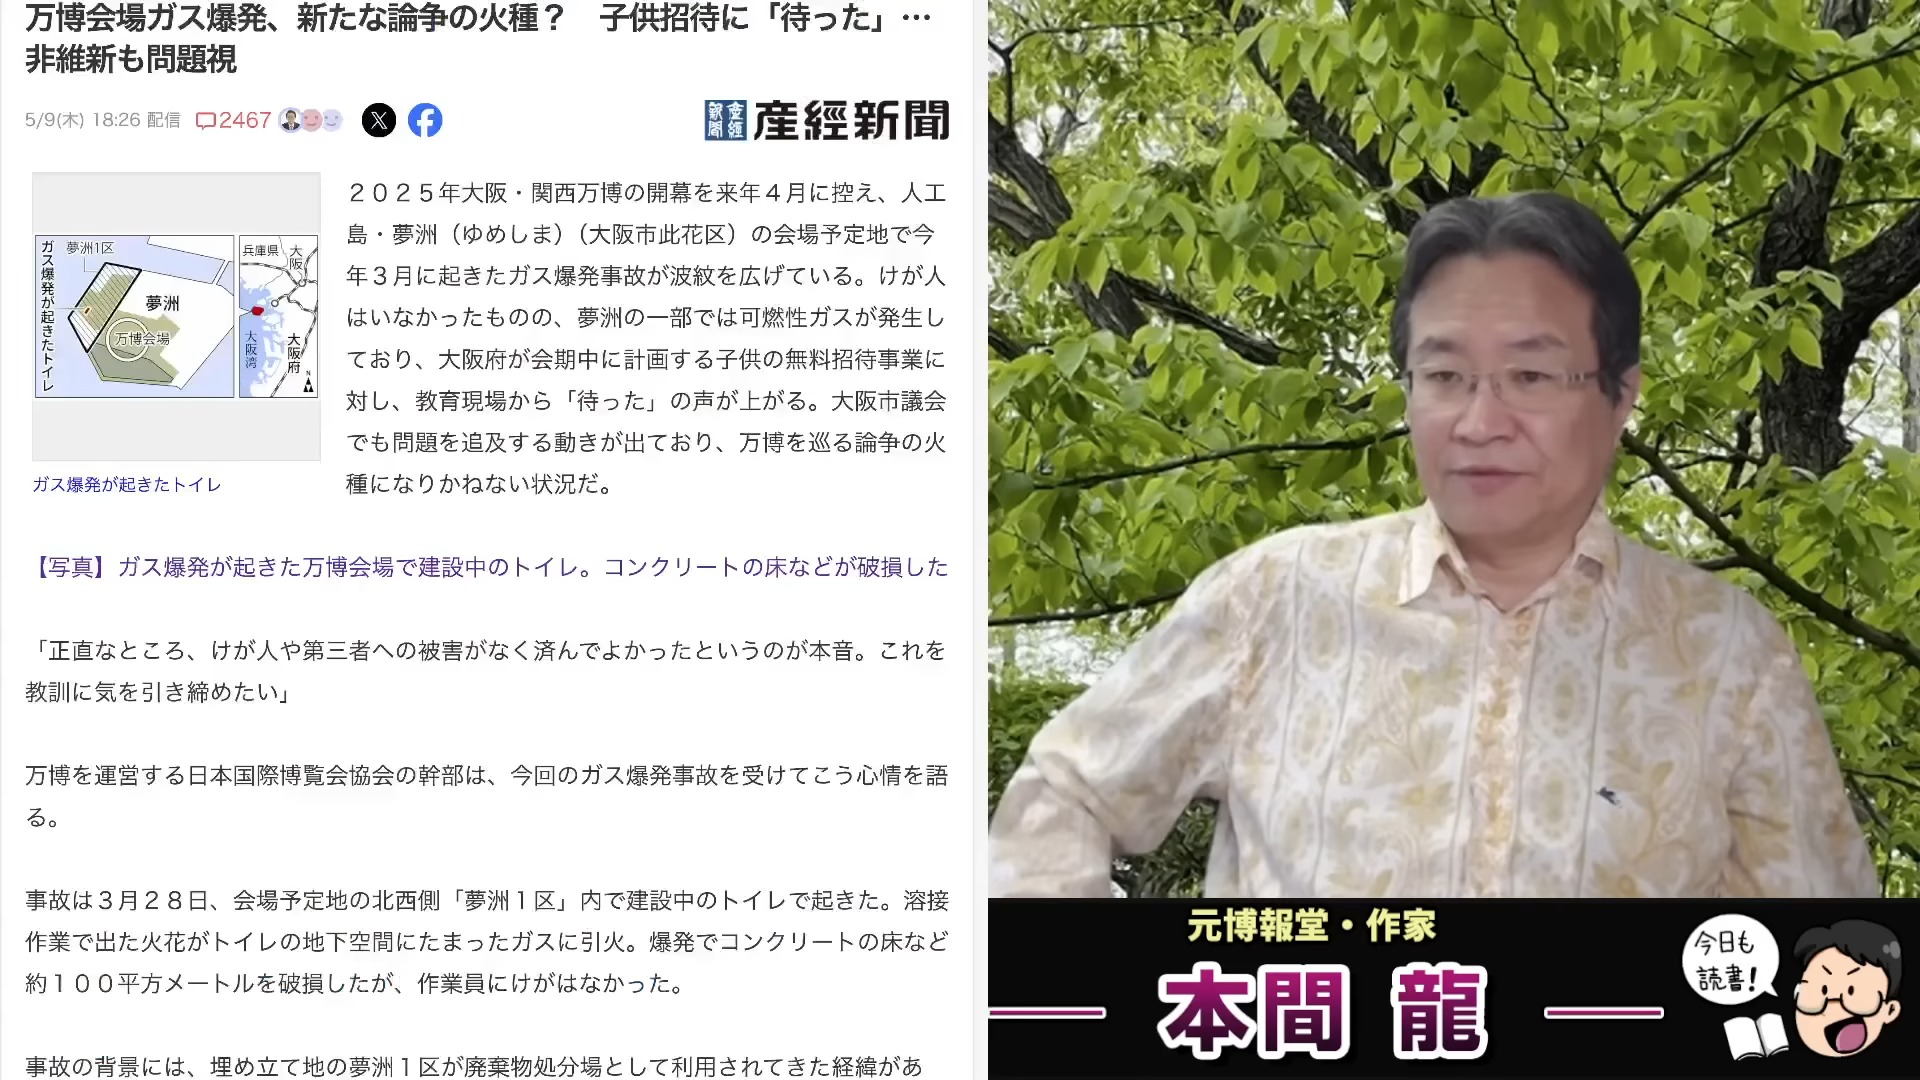 万博会場ガス爆発、新たな論争の火種？　子供招待に「待った」…
非維新も問題視
5/9(木) 18:26 配信
2467
産経新聞
産經新聞
ガス爆発が起きたトイレ
夢洲1区
夢洲
万博会場
兵庫県
大阪
大阪湾
大阪府
N
ガス爆発が起きたトイレ
２０２５年大阪・関西万博の開幕を来年４月に控え、人工
島・夢洲（ゆめしま）（大阪市此花区）の会場予定地で今
年３月に起きたガス爆発事故が波紋を広げている。けが人
はいなかったものの、夢洲の一部では可燃性ガスが発生し
ており、大阪府が会期中に計画する子供の無料招待事業に
対し、教育現場から「待った」の声が上がる。大阪市議会
でも問題を追及する動きが出ており、万博を巡る論争の火
種になりかねない状況だ。
【写真】ガス爆発が起きた万博会場で建設中のトイレ。コンクリートの床などが破損した
「正直なところ、けが人や第三者への被害がなく済んでよかったというのが本音。これを
教訓に気を引き締めたい」
万博を運営する日本国際博覧会協会の幹部は、今回のガス爆発事故を受けてこう心情を語
る。
事故は３月２８日、会場予定地の北西側「夢洲１区」内で建設中のトイレで起きた。溶接
作業で出た火花がトイレの地下空間にたまったガスに引火。爆発でコンクリートの床など
約１００平方メートルを破損したが、作業員にけがはなかった。
事故の背景には、埋め立て地の夢洲１区が廃棄物処分場として利用されてきた経緯があ
元博報堂・作家
本間 龍
今日も
読書！